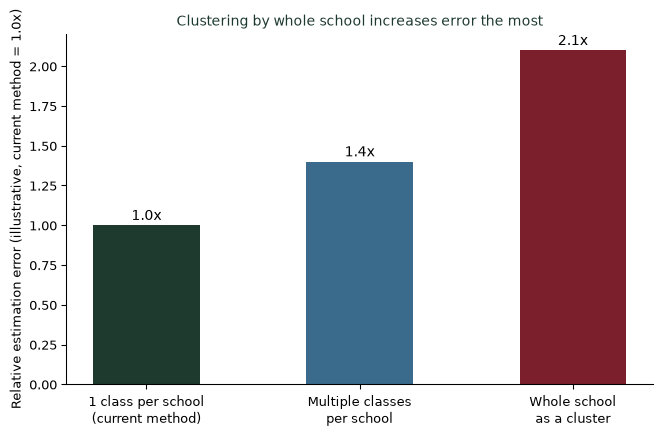 Clustering by whole school increases error the most
Relative estimation error (illustrative, current method = 1.0x)
2.00
1.75
1.50
1.25
1.00
0.75
0.50
0.25
0.00
1.0x
1.4x
2.1x
1 class per school
(current method)
Multiple classes
per school
Whole school
as a cluster